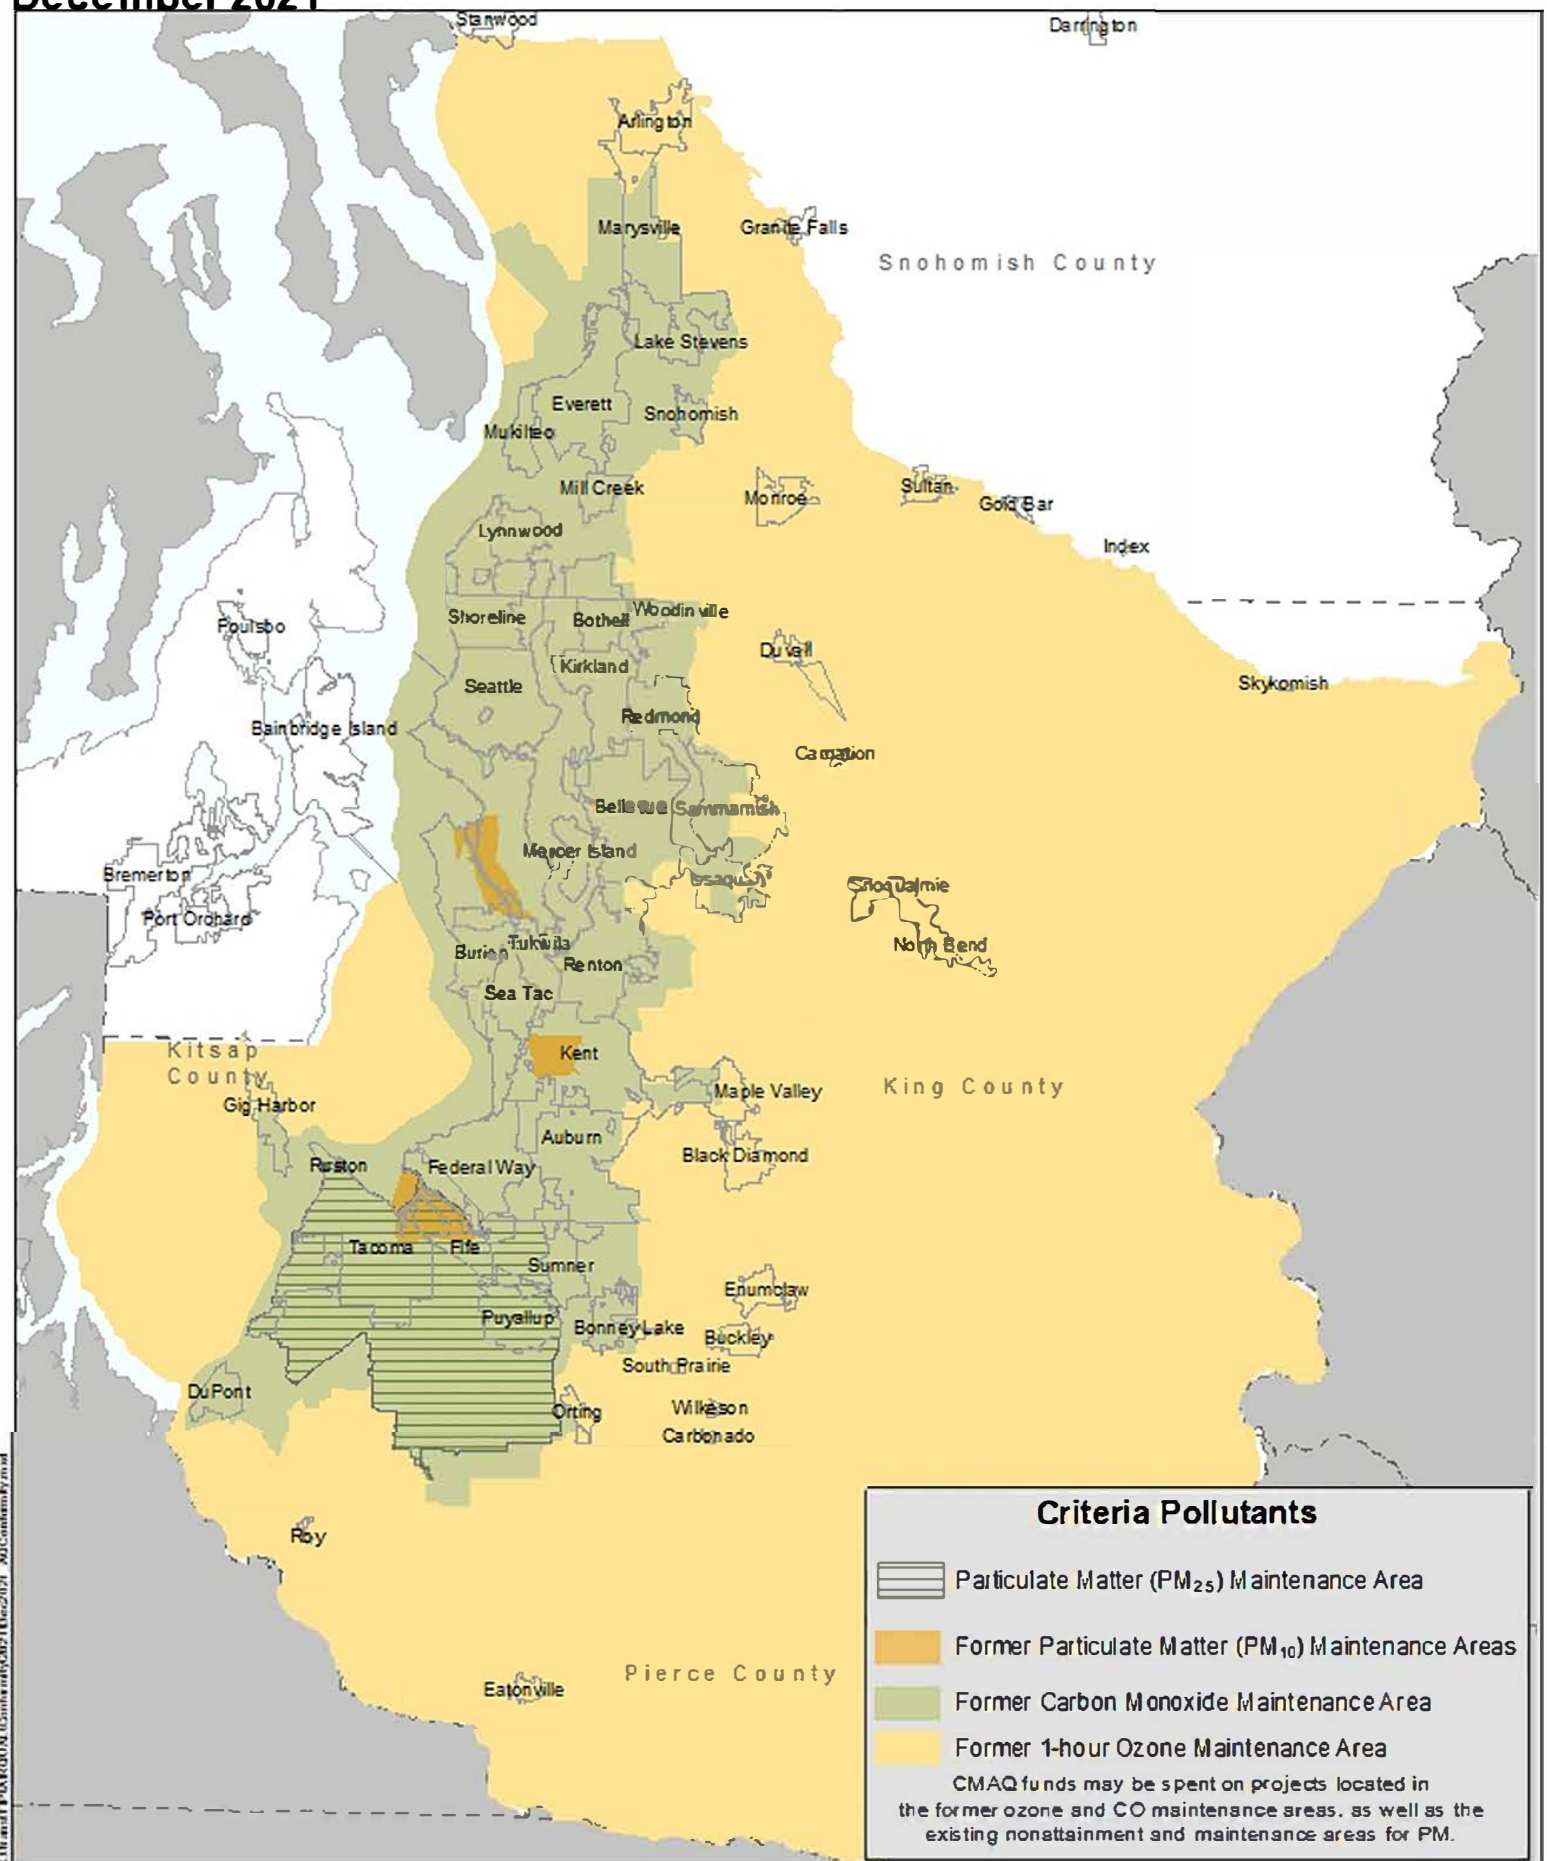 December 2021
Stanwood
Darrington
Arlington
Marysville
Granite Falls
Snohomish County
Lake Stevens
Everett
Snohomish
Mukilteo
Mill Creek
Monroe
Sultan
Gold Bar
Lynnwood
Index
Shoreline
Bothell
Woodinville
Poulsbo
Duvall
Kirkland
Seattle
Skykomish
Redmond
Bainbridge Island
Carnation
Bellevue
Sammamish
Mercer Island
Bremerton
Issaquah
Snoqualmie
Port Orchard
Tukwila
North Bend
Burien
Renton
Sea Tac
Kitsap
County
Kent
King County
Maple Valley
Gig Harbor
Auburn
Black Diamond
Ruston
Federal Way
Tacoma
Fife
Sumner
Enumclaw
Puyallup
Bonney Lake
Buckley
South Prairie
DuPont
Orting
Wilkeson
Carbonado
Roy
Eatonville
Pierce County
Criteria Pollutants
Particulate Matter (PM₂₅) Maintenance Area
Former Particulate Matter (PM₁₀) Maintenance Areas
Former Carbon Monoxide Maintenance Area
Former 1-hour Ozone Maintenance Area
CMAQ funds may be spent on projects located in
the former ozone and CO maintenance areas, as well as the
existing nonattainment and maintenance areas for PM.